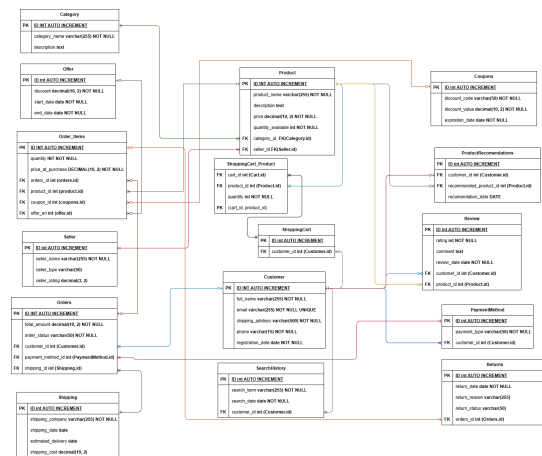 Category
PK ID INT AUTO INCREMENT
category_name varchar(255) NOT NULL
description text
Offer
PK ID int AUTO INCREMENT
discount decimal(10, 2) NOT NULL
start_date date NOT NULL
end_date date NOT NULL
Order_Items
PK ID INT AUTO INCREMENT
quantity INT NOT NULL
price_at_purchase DECIMAL(10, 2) NOT NULL
FK orders_id int (orders.id)
FK product_id int (product.id)
FK coupon_id int (coupons.id)
FK offer_on int (offer.id)
Seller
PK ID int AUTO INCREMENT
seller_name varchar(255) NOT NULL
seller_type varchar(50)
seller_rating decimal(3, 2)
Orders
PK ID INT AUTO INCREMENT
total_amount decimal(10, 2) NOT NULL
order_status varchar(50) NOT NULL
FK customer_id int (Customer.id)
FK payment_method_id int (PaymentMethod.id)
FK shipping_id int (Shipping.id)
Shipping
PK ID int AUTO INCREMENT
shipping_company varchar(255) NOT NULL
shipping_date date
estimated_delivery date
shipping_cost decimal(10, 2)
Product
PK ID INT AUTO INCREMENT
product_name varchar(255) NOT NULL
description text
price decimal(10, 2) NOT NULL
quantity_available int NOT NULL
FK category_id FK(Category.id)
FK seller_id FK(Seller.id)
ShoppingCart_Product
FK cart_id int (Cart.id)
FK product_id int (Product.id)
quantity int NOT NULL
PK (cart_id, product_id)
ShoppingCart
PK ID int AUTO INCREMENT
FK customer_id int (Customer.id)
Customer
PK ID INT AUTO INCREMENT
full_name varchar(255) NOT NULL
email varchar(255) NOT NULL UNIQUE
shipping_address varchar(500) NOT NULL
phone varchar(15) NOT NULL
registration_date date NOT NULL
SearchHistory
PK ID INT AUTO INCREMENT
search_term varchar(255) NOT NULL
search_date date NOT NULL
FK customer_id int (Customer.id)
Coupons
PK ID int AUTO INCREMENT
discount_code varchar(50) NOT NULL
discount_value decimal(10, 2) NOT NULL
expiration_date date NOT NULL
ProductRecomendations
PK ID int AUTO INCREMENT
FK customer_id int (Customer.id)
FK recommended_product_id int (Product.id)
recomendation_date DATE
Review
PK ID int AUTO INCREMENT
rating int NOT NULL
comment text
review_date date NOT NULL
FK customer_id int (Customer.id)
FK product_id int (Product.id)
PaymentMethod
PK ID INT AUTO INCREMENT
payment_type varchar(50) NOT NULL
FK customer_id int (Customer.id)
Returns
PK ID INT AUTO INCREMENT
return_date date NOT NULL
return_reason varchar(255)
return_status varchar(50)
FK orders_id int (Orders.id)